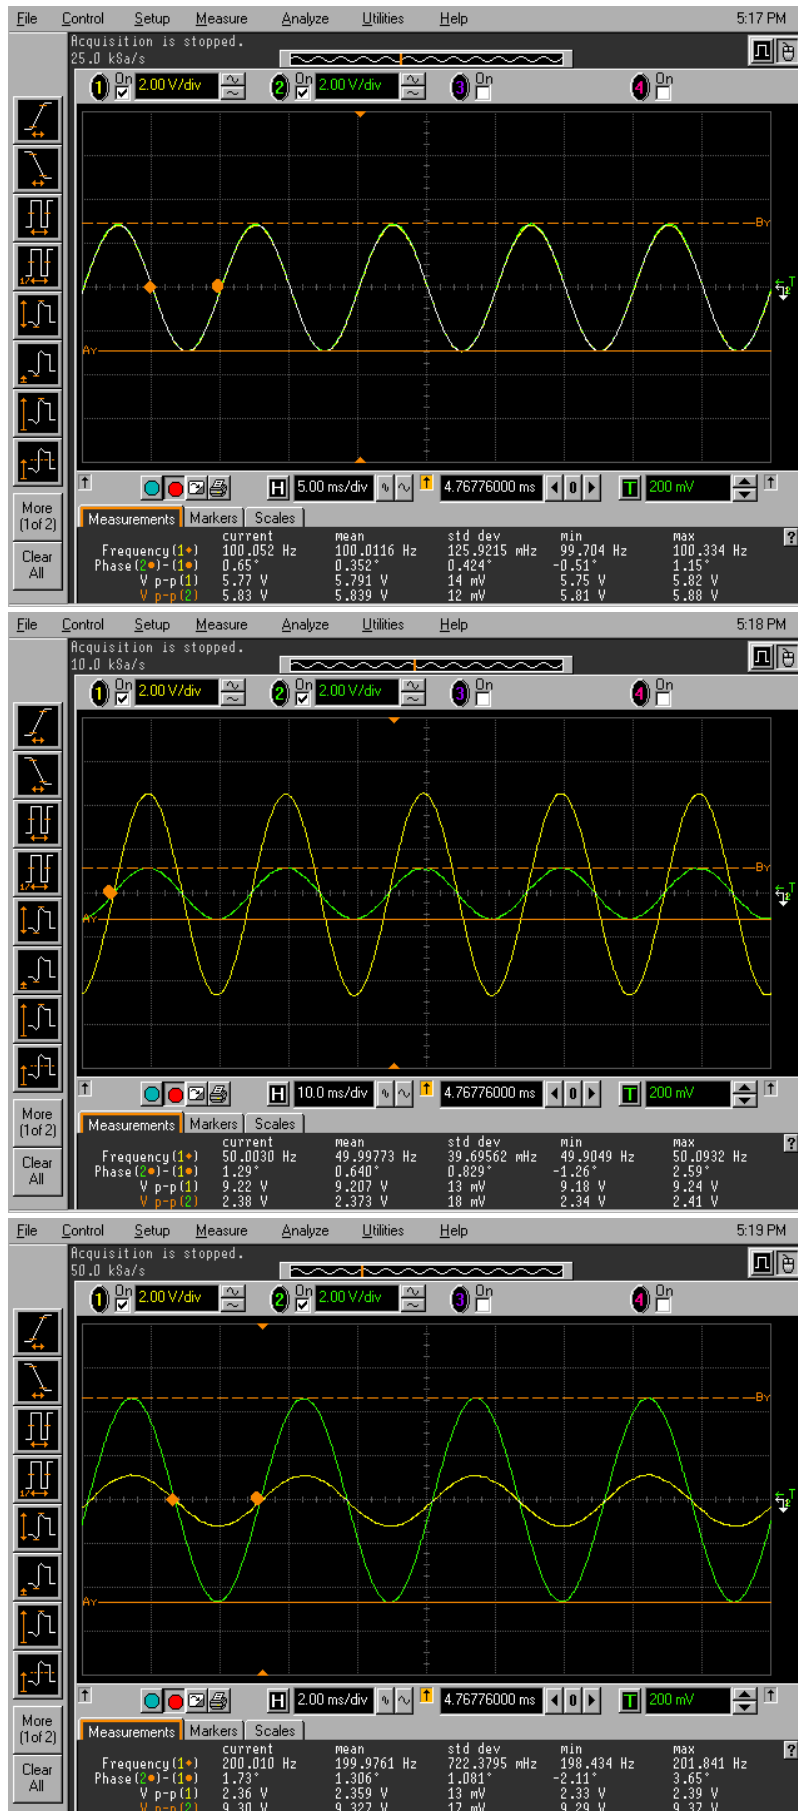 File Control Setup Measure Analyze Utilities Help 5:17 PM
Acquisition is stopped.
25.0 kSa/s
1 On 2.00 V/div 2 On 2.00 V/div 3 On 4 On
By
T
2
Ay
More
(1 of 2)
Clear
All
H 5.00 ms/div 4.76776000 ms 0 T 200 mV
Measurements Markers Scales
current mean std dev min max
Frequency(1) 100.052 Hz 100.0116 Hz 125.9215 mHz 99.704 Hz 100.334 Hz
Phase(2)-(1) 0.65° 0.352° 0.424° -0.51° 1.15°
V p-p(1) 5.77 V 5.791 V 14 mV 5.75 V 5.82 V
V p-p(2) 5.83 V 5.839 V 12 mV 5.81 V 5.88 V
File Control Setup Measure Analyze Utilities Help 5:18 PM
Acquisition is stopped.
10.0 kSa/s
1 On 2.00 V/div 2 On 2.00 V/div 3 On 4 On
By
T
2
Ay
More
(1 of 2)
Clear
All
H 10.0 ms/div 4.76776000 ms 0 T 200 mV
Measurements Markers Scales
current mean std dev min max
Frequency(1) 50.0030 Hz 49.99773 Hz 39.69562 mHz 49.9049 Hz 50.0932 Hz
Phase(2)-(1) 1.29° 0.640° 0.829° -1.26° 2.59°
V p-p(1) 9.22 V 9.207 V 13 mV 9.18 V 9.24 V
V p-p(2) 2.38 V 2.373 V 18 mV 2.34 V 2.41 V
File Control Setup Measure Analyze Utilities Help 5:19 PM
Acquisition is stopped.
50.0 kSa/s
1 On 2.00 V/div 2 On 2.00 V/div 3 On 4 On
By
T
2
Ay
More
(1 of 2)
Clear
All
H 2.00 ms/div 4.76776000 ms 0 T 200 mV
Measurements Markers Scales
current mean std dev min max
Frequency(1) 200.010 Hz 199.9761 Hz 722.3795 mHz 198.434 Hz 201.841 Hz
Phase(2)-(1) 1.73° 1.306° 1.081° -2.11° 3.65°
V p-p(1) 2.36 V 2.359 V 13 mV 2.33 V 2.39 V
V p-p(2) 9.30 V 9.327 V 17 mV 9.29 V 9.37 V